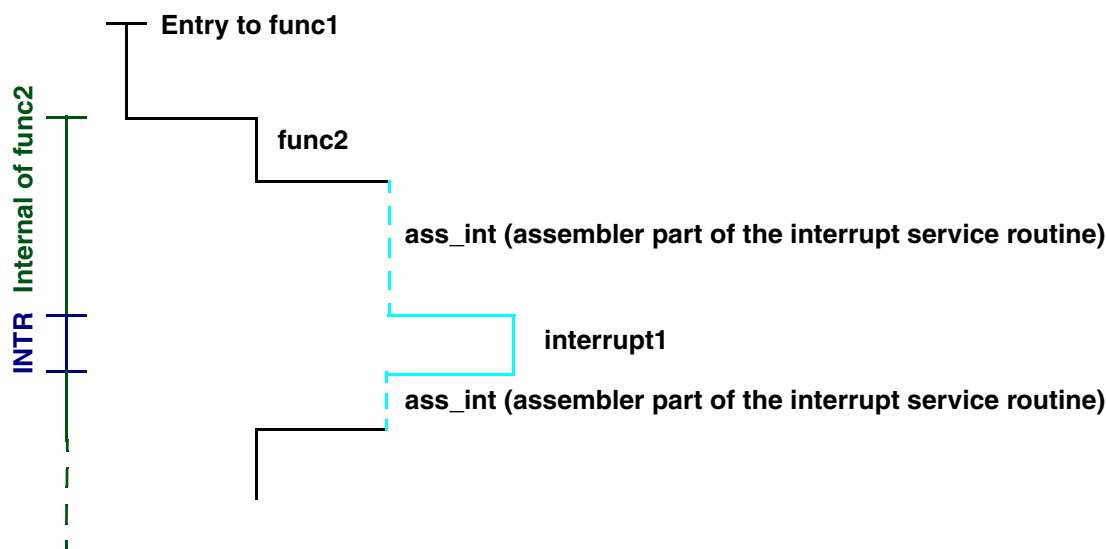 Entry to func1
Internal of func2
func2
ass_int (assembler part of the interrupt service routine)
INTR
interrupt1
ass_int (assembler part of the interrupt service routine)